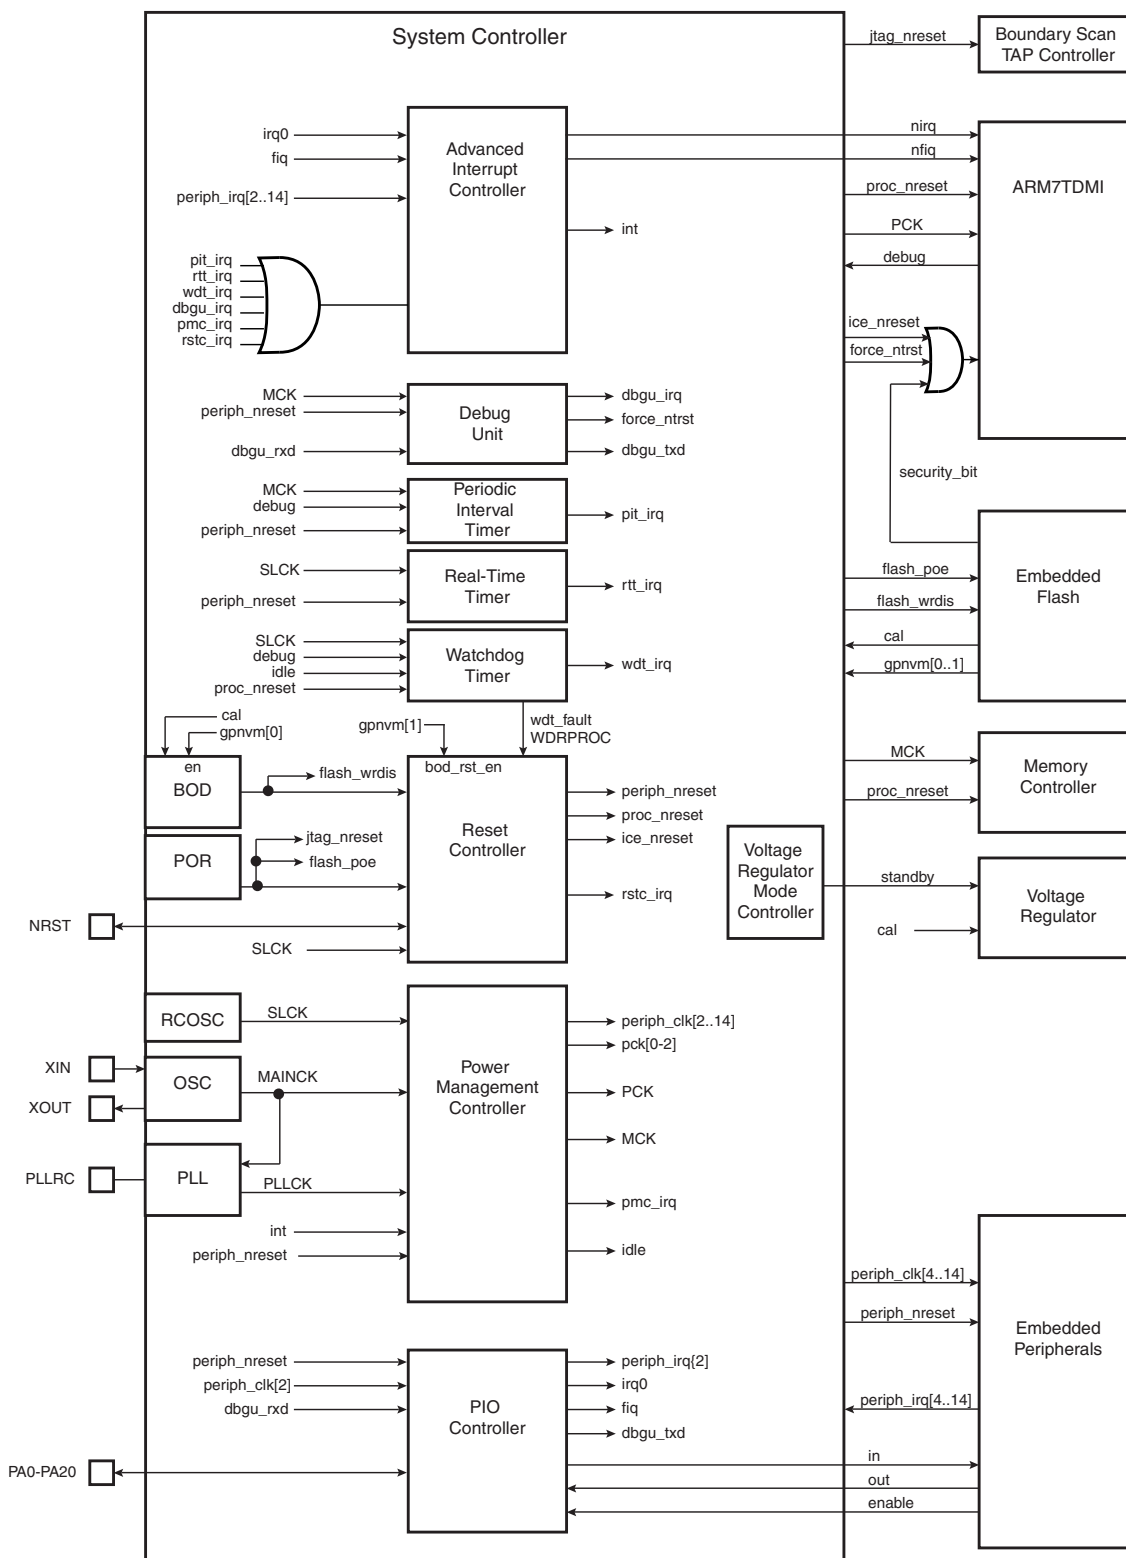 System Controller
jtag_nreset
Boundary Scan
TAP Controller
irq0
fiq
periph_irq[2..14]
Advanced
Interrupt
Controller
int
nirq
nfiq
proc_nreset
PCK
debug
ARM7TDMI
pit_irq
rtt_irq
wdt_irq
dbgu_irq
pmc_irq
rstc_irq
ice_nreset
force_ntrst
security_bit
MCK
periph_nreset
dbgu_rxd
Debug
Unit
dbgu_irq
force_ntrst
dbgu_txd
MCK
debug
periph_nreset
Periodic
Interval
Timer
pit_irq
SLCK
periph_nreset
Real-Time
Timer
rtt_irq
flash_poe
flash_wrdis
cal
gpnvm[0..1]
Embedded
Flash
SLCK
debug
idle
proc_nreset
Watchdog
Timer
wdt_irq
cal
gpnvm[0]
gpnvm[1]
wdt_fault
WDRPROC
en
BOD
flash_wrdis
bod_rst_en
Reset
Controller
periph_nreset
proc_nreset
ice_nreset
rstc_irq
MCK
proc_nreset
Memory
Controller
POR
jtag_nreset
flash_poe
NRST
SLCK
Voltage
Regulator
Mode
Controller
standby
cal
Voltage
Regulator
RCOSC
SLCK
XIN
XOUT
OSC
MAINCK
PLLRC
PLL
PLLCK
int
periph_nreset
Power
Management
Controller
periph_clk[2..14]
pck[0-2]
PCK
MCK
pmc_irq
idle
periph_clk[4..14]
periph_nreset
periph_irq[4..14]
in
out
enable
Embedded
Peripherals
periph_nreset
periph_clk[2]
dbgu_rxd
PA0-PA20
PIO
Controller
periph_irq{2]
irq0
fiq
dbgu_txd